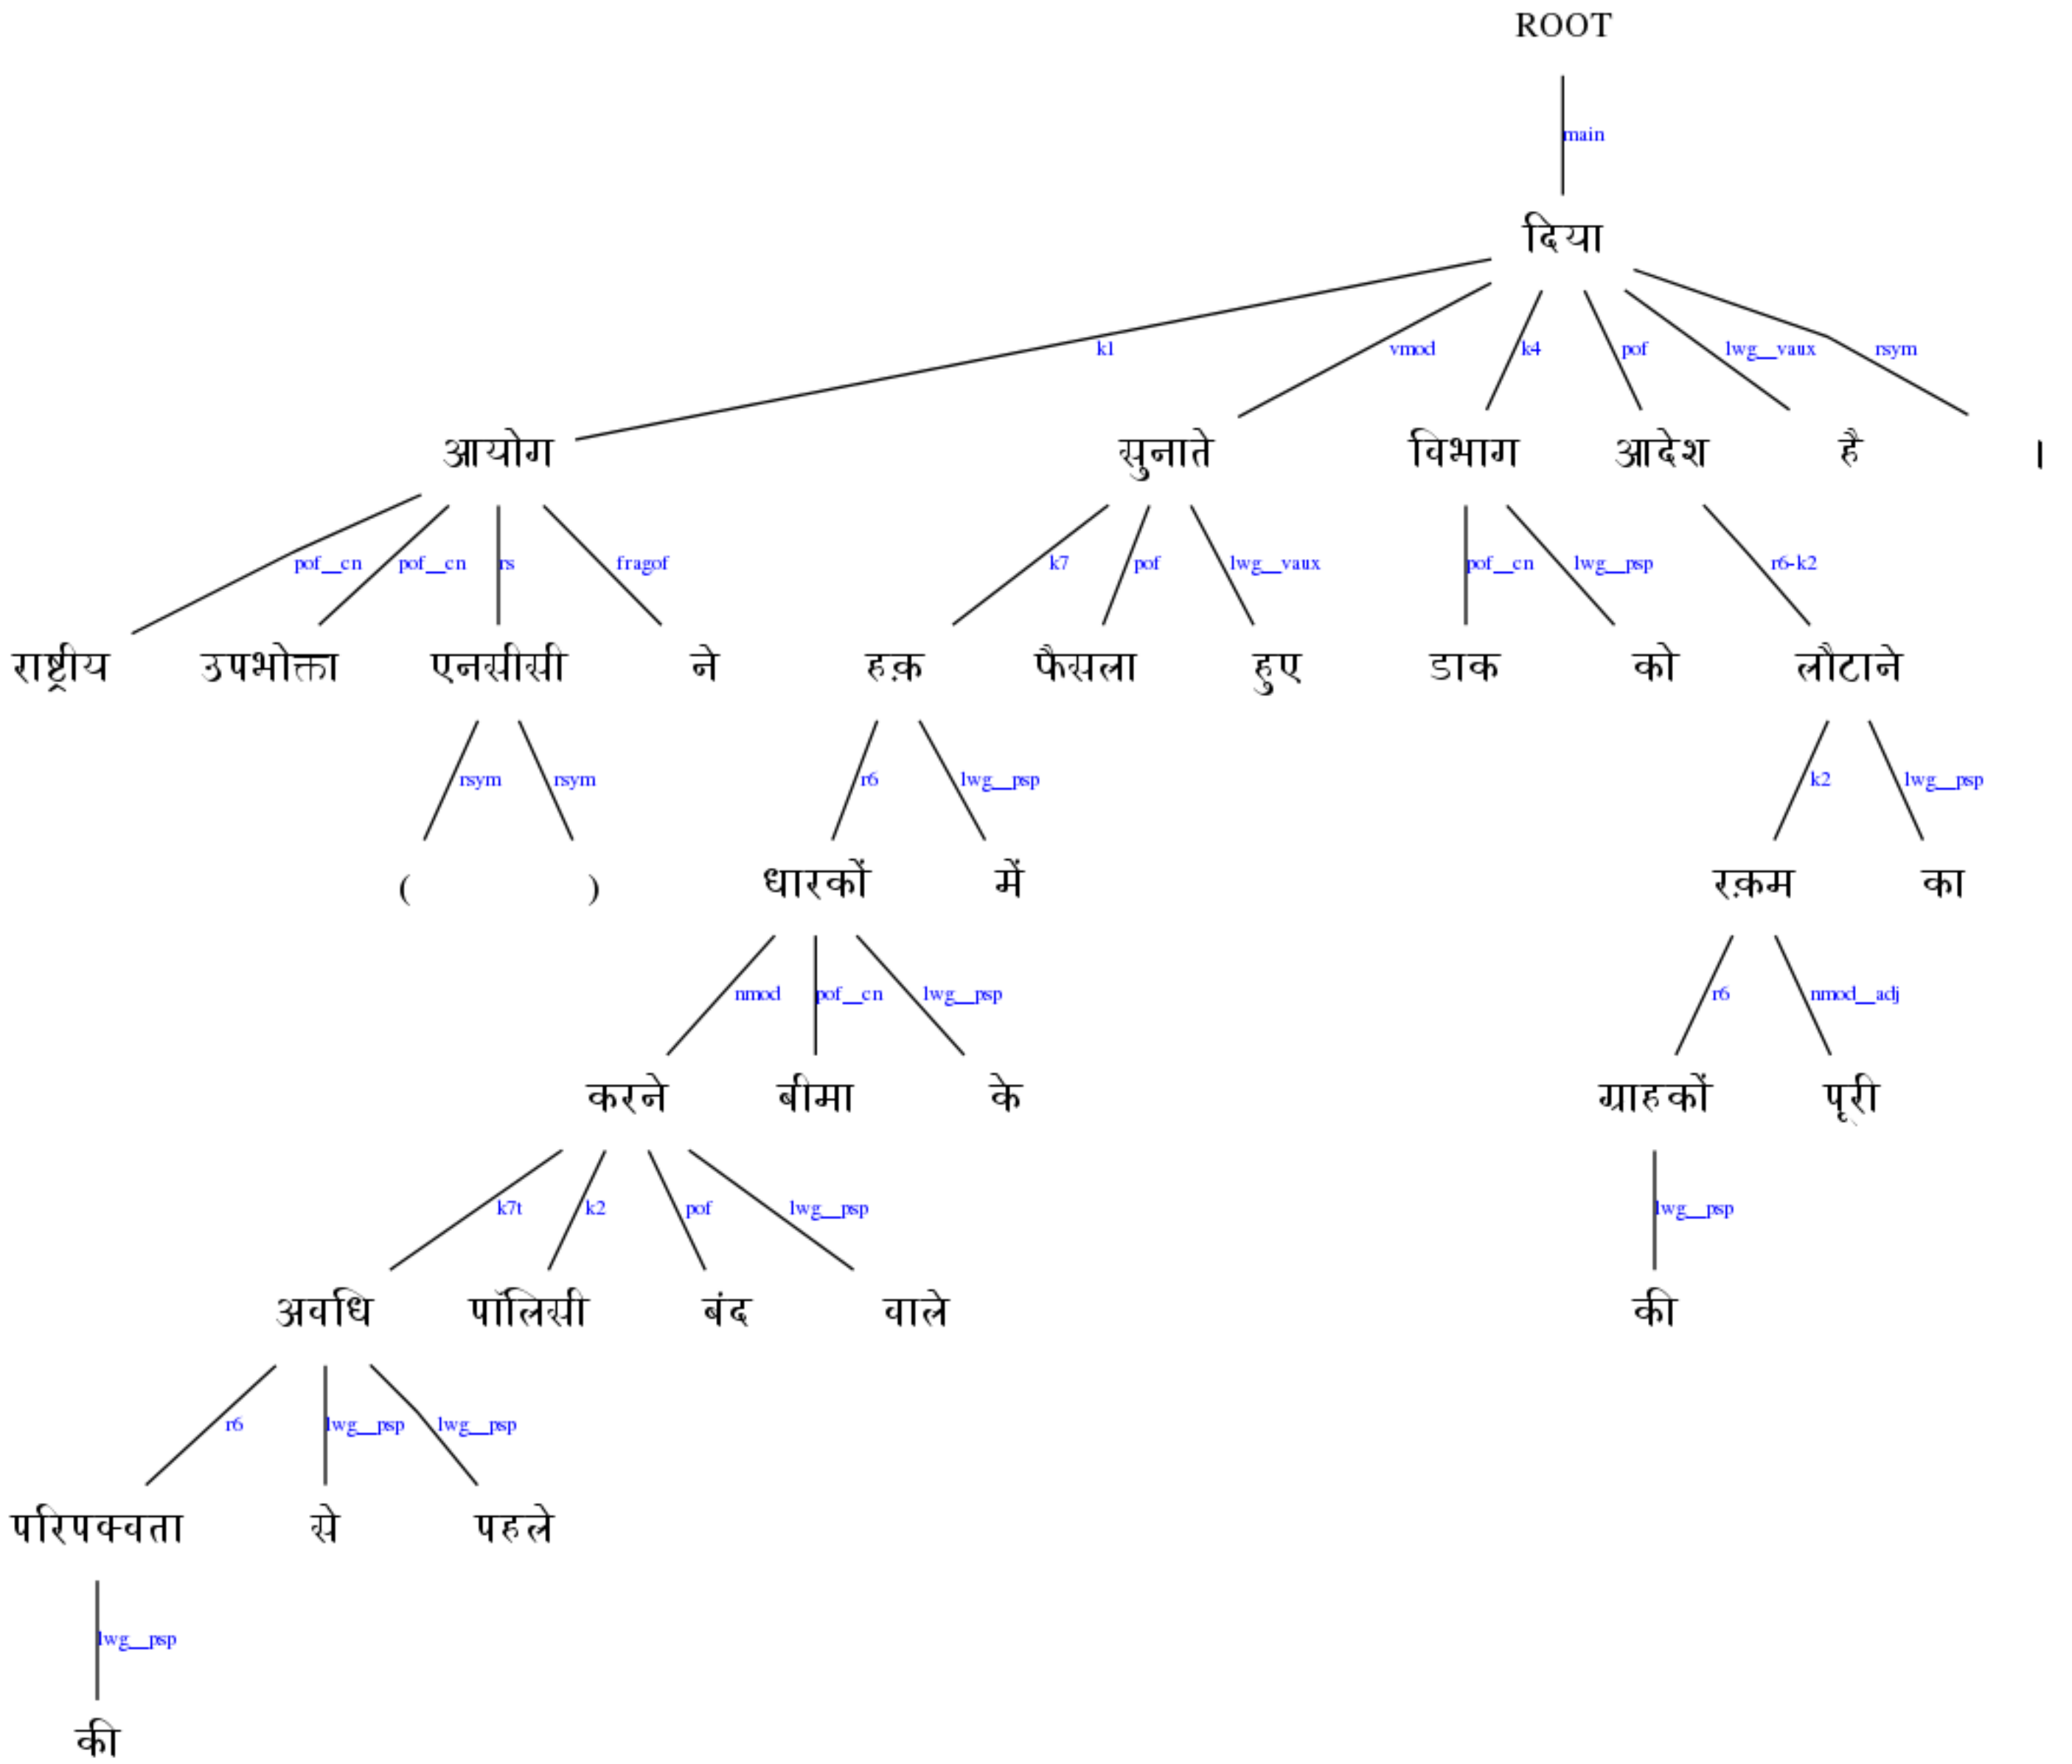 ROOT
main
दिया
k1 vmod k4 pof lwg__vaux rsym
आयोग सुनाते विभाग आदेश है ।
pof__cn pof__cn rs fragof k7 pof lwg__vaux pof__cn lwg__psp r6-k2
राष्ट्रीय उपभोक्ता एनसीसी ने हक़ फैसला हुए डाक को लौटाने
rsym rsym r6 lwg__psp k2 lwg__psp
( ) धारकों में रक़म का
nmod pof__cn lwg__psp r6 nmod__adj
करने बीमा के ग्राहकों पूरी
k7t k2 pof lwg__psp lwg__psp
अवधि पॉलिसी बंद वाले की
r6 lwg__psp lwg__psp
परिपक्वता से पहले
lwg__psp
की